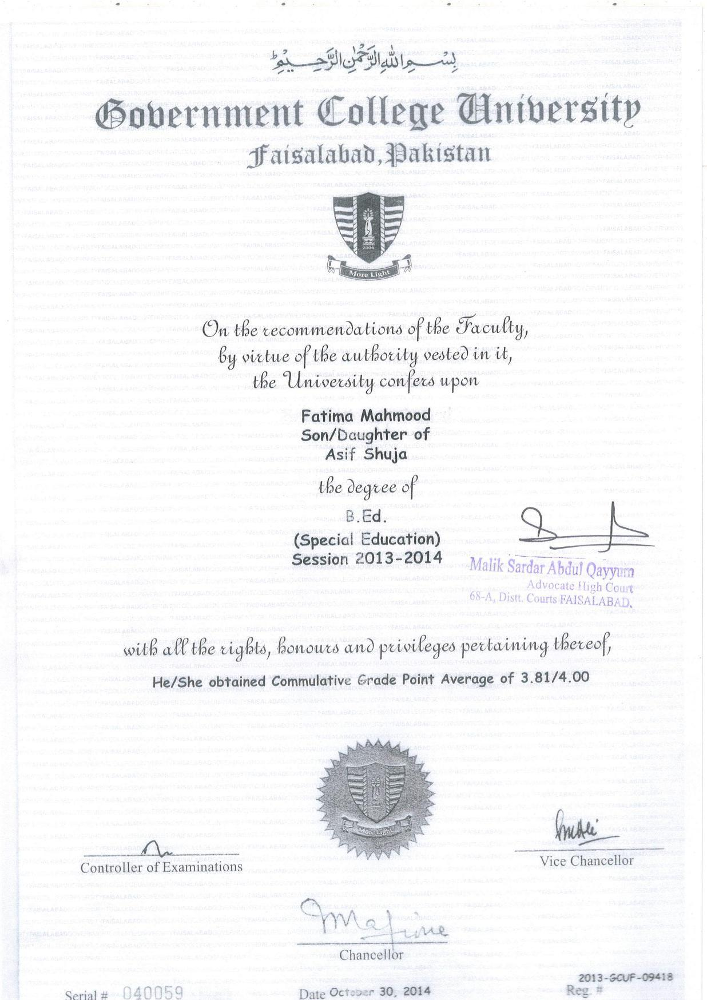 بِسْمِ اللهِ الرَّحْمٰنِ الرَّحِيْمِ
Government College University
Faisalabad, Pakistan
2006
More Light
On the recommendations of the Faculty,
by virtue of the authority vested in it,
the University confers upon
Fatima Mahmood
Son/Daughter of
Asif Shuja
the degree of
B.Ed.
(Special Education)
Session 2013-2014
Malik Sardar Abdul Qayyum
Advocate High Court
68-A, Distt. Courts FAISALABAD.
with all the rights, honours and privileges pertaining thereof,
He/She obtained Commulative Grade Point Average of 3.81/4.00
More Light
Controller of Examinations
Vice Chancellor
Chancellor
2013-GCUF-09418
Serial # 040059
Date October 30, 2014
Reg. #